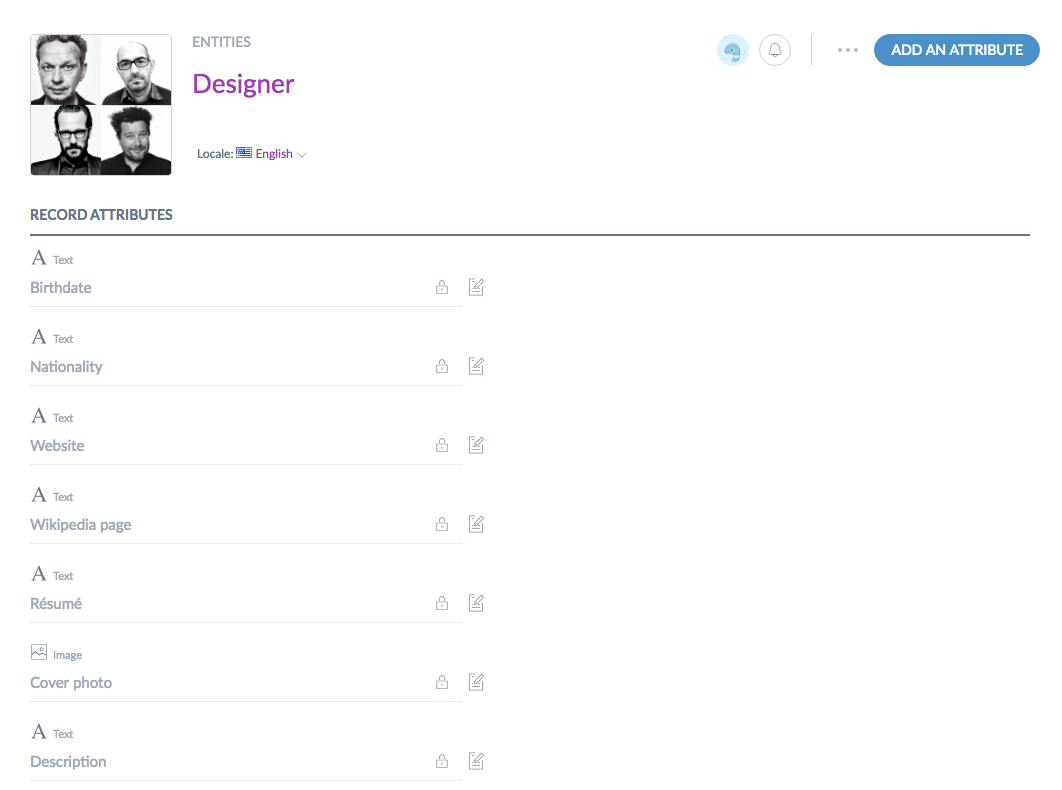 ENTITIES
Designer
ADD AN ATTRIBUTE
Locale: English
RECORD ATTRIBUTES
Text
Birthdate
Text
Nationality
Text
Website
Text
Wikipedia page
Text
Résumé
Image
Cover photo
Text
Description